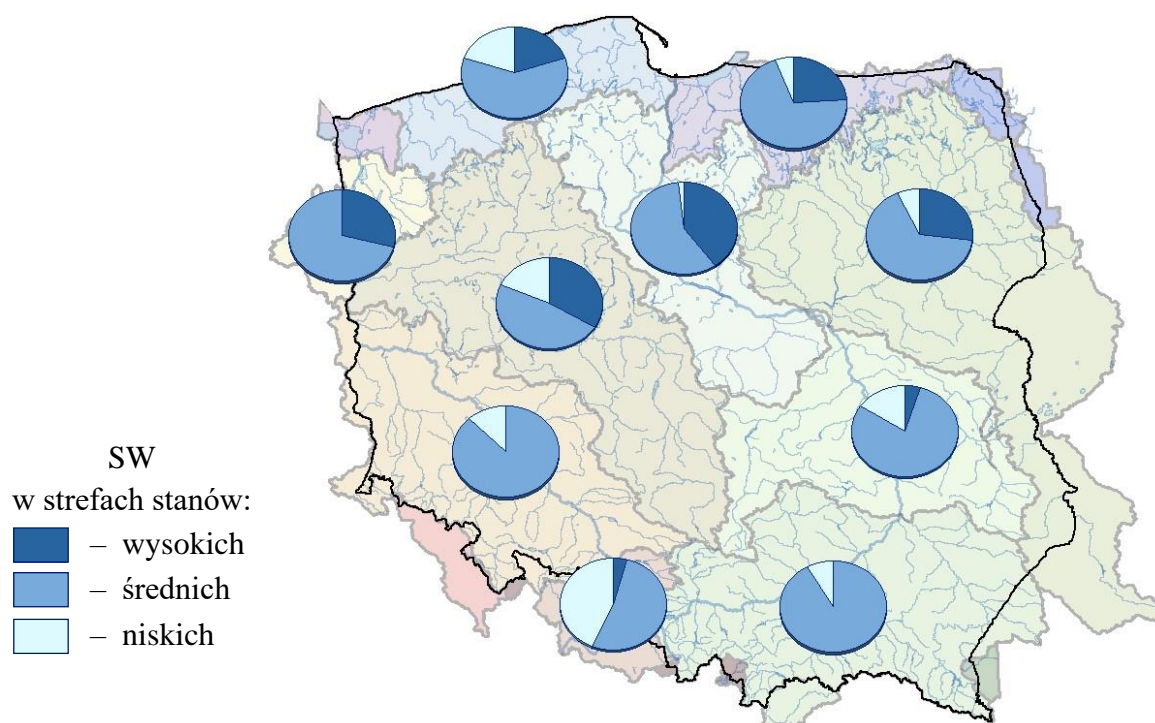 SW
w strefach stanów:
– wysokich
– średnich
– niskich